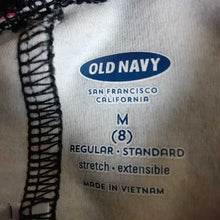 OLD NAVY
SAN FRANCISCO
CALIFORNIA
M
(8)
REGULAR · STANDARD
stretch · extensible
MADE IN VIETNAM